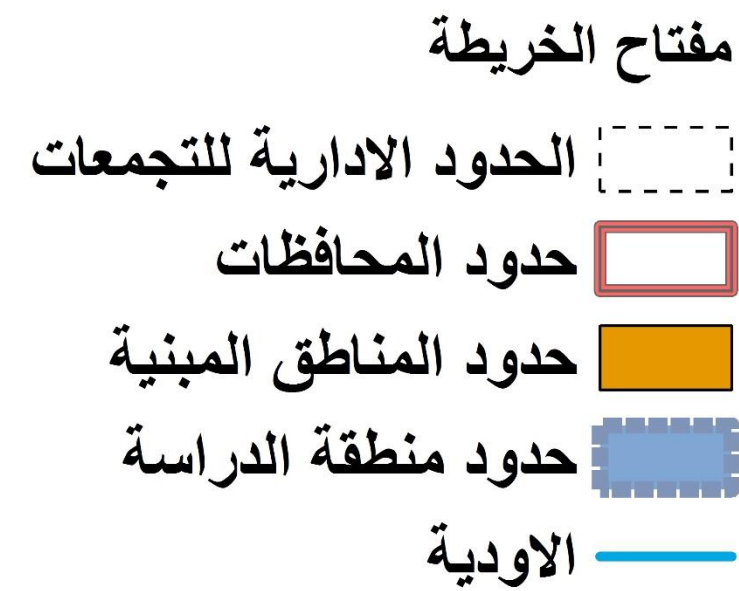 مفتاح الخريطة
الحدود الادارية للتجمعات
حدود المحافظات
حدود المناطق المبنية
حدود منطقة الدراسة
الاودية